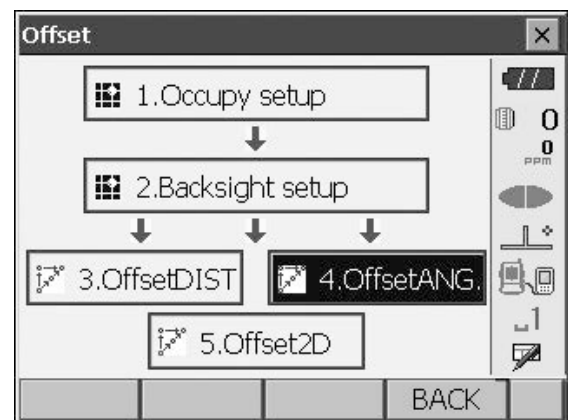 Offset
1.Occupy setup
2.Backsight setup
3.OffsetDIST
4.OffsetANG.
5.Offset2D
0
0
PPM
1
BACK